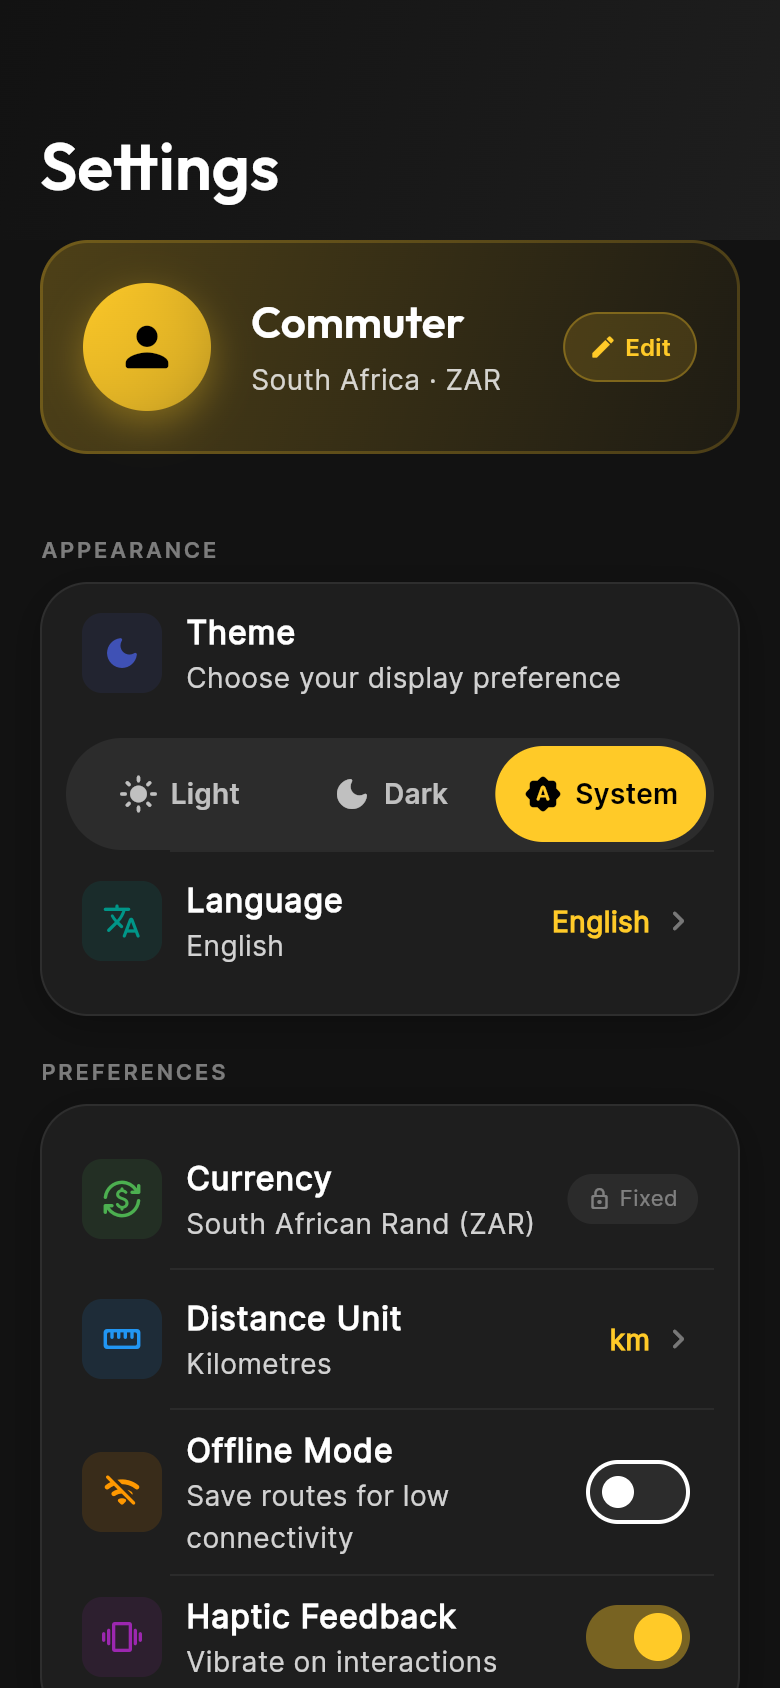 Settings
Commuter
South Africa · ZAR
Edit
APPEARANCE
Theme
Choose your display preference
Light
Dark
A
System
Language
English
English
PREFERENCES
Currency
South African Rand (ZAR)
Fixed
Distance Unit
Kilometres
km
Offline Mode
Save routes for low
connectivity
Haptic Feedback
Vibrate on interactions